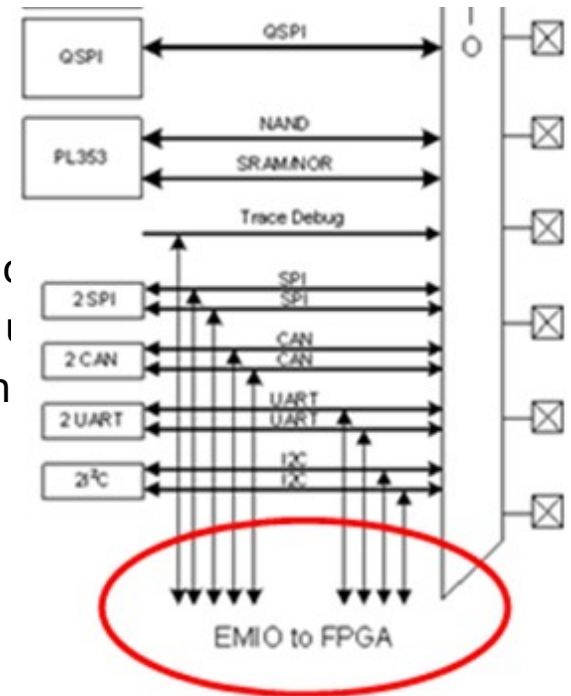 QSPI
QSPI
NAND
PL353
SRAM/NOR
Trace Debug
SPI
2 SPI
SPI
CAN
2 CAN
CAN
UART
2 UART
UART
I2C
2I²C
I2C
EMIO to FPGA